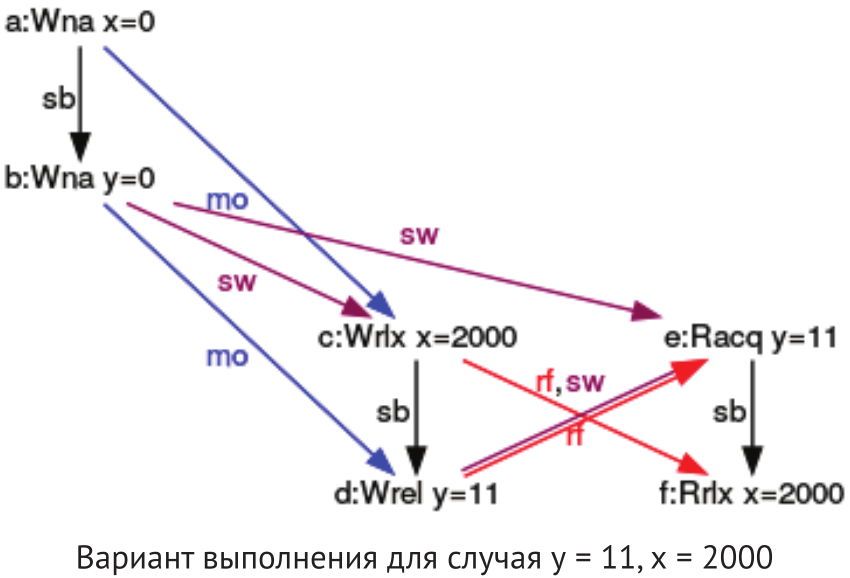 a:Wna x=0
sb
b:Wna y=0
mo
sw
sw
mo
c:Wrlx x=2000
e:Racq y=11
rf,sw
sb
rf
sb
d:Wrel y=11
f:Rrlx x=2000
Вариант выполнения для случая y = 11, x = 2000